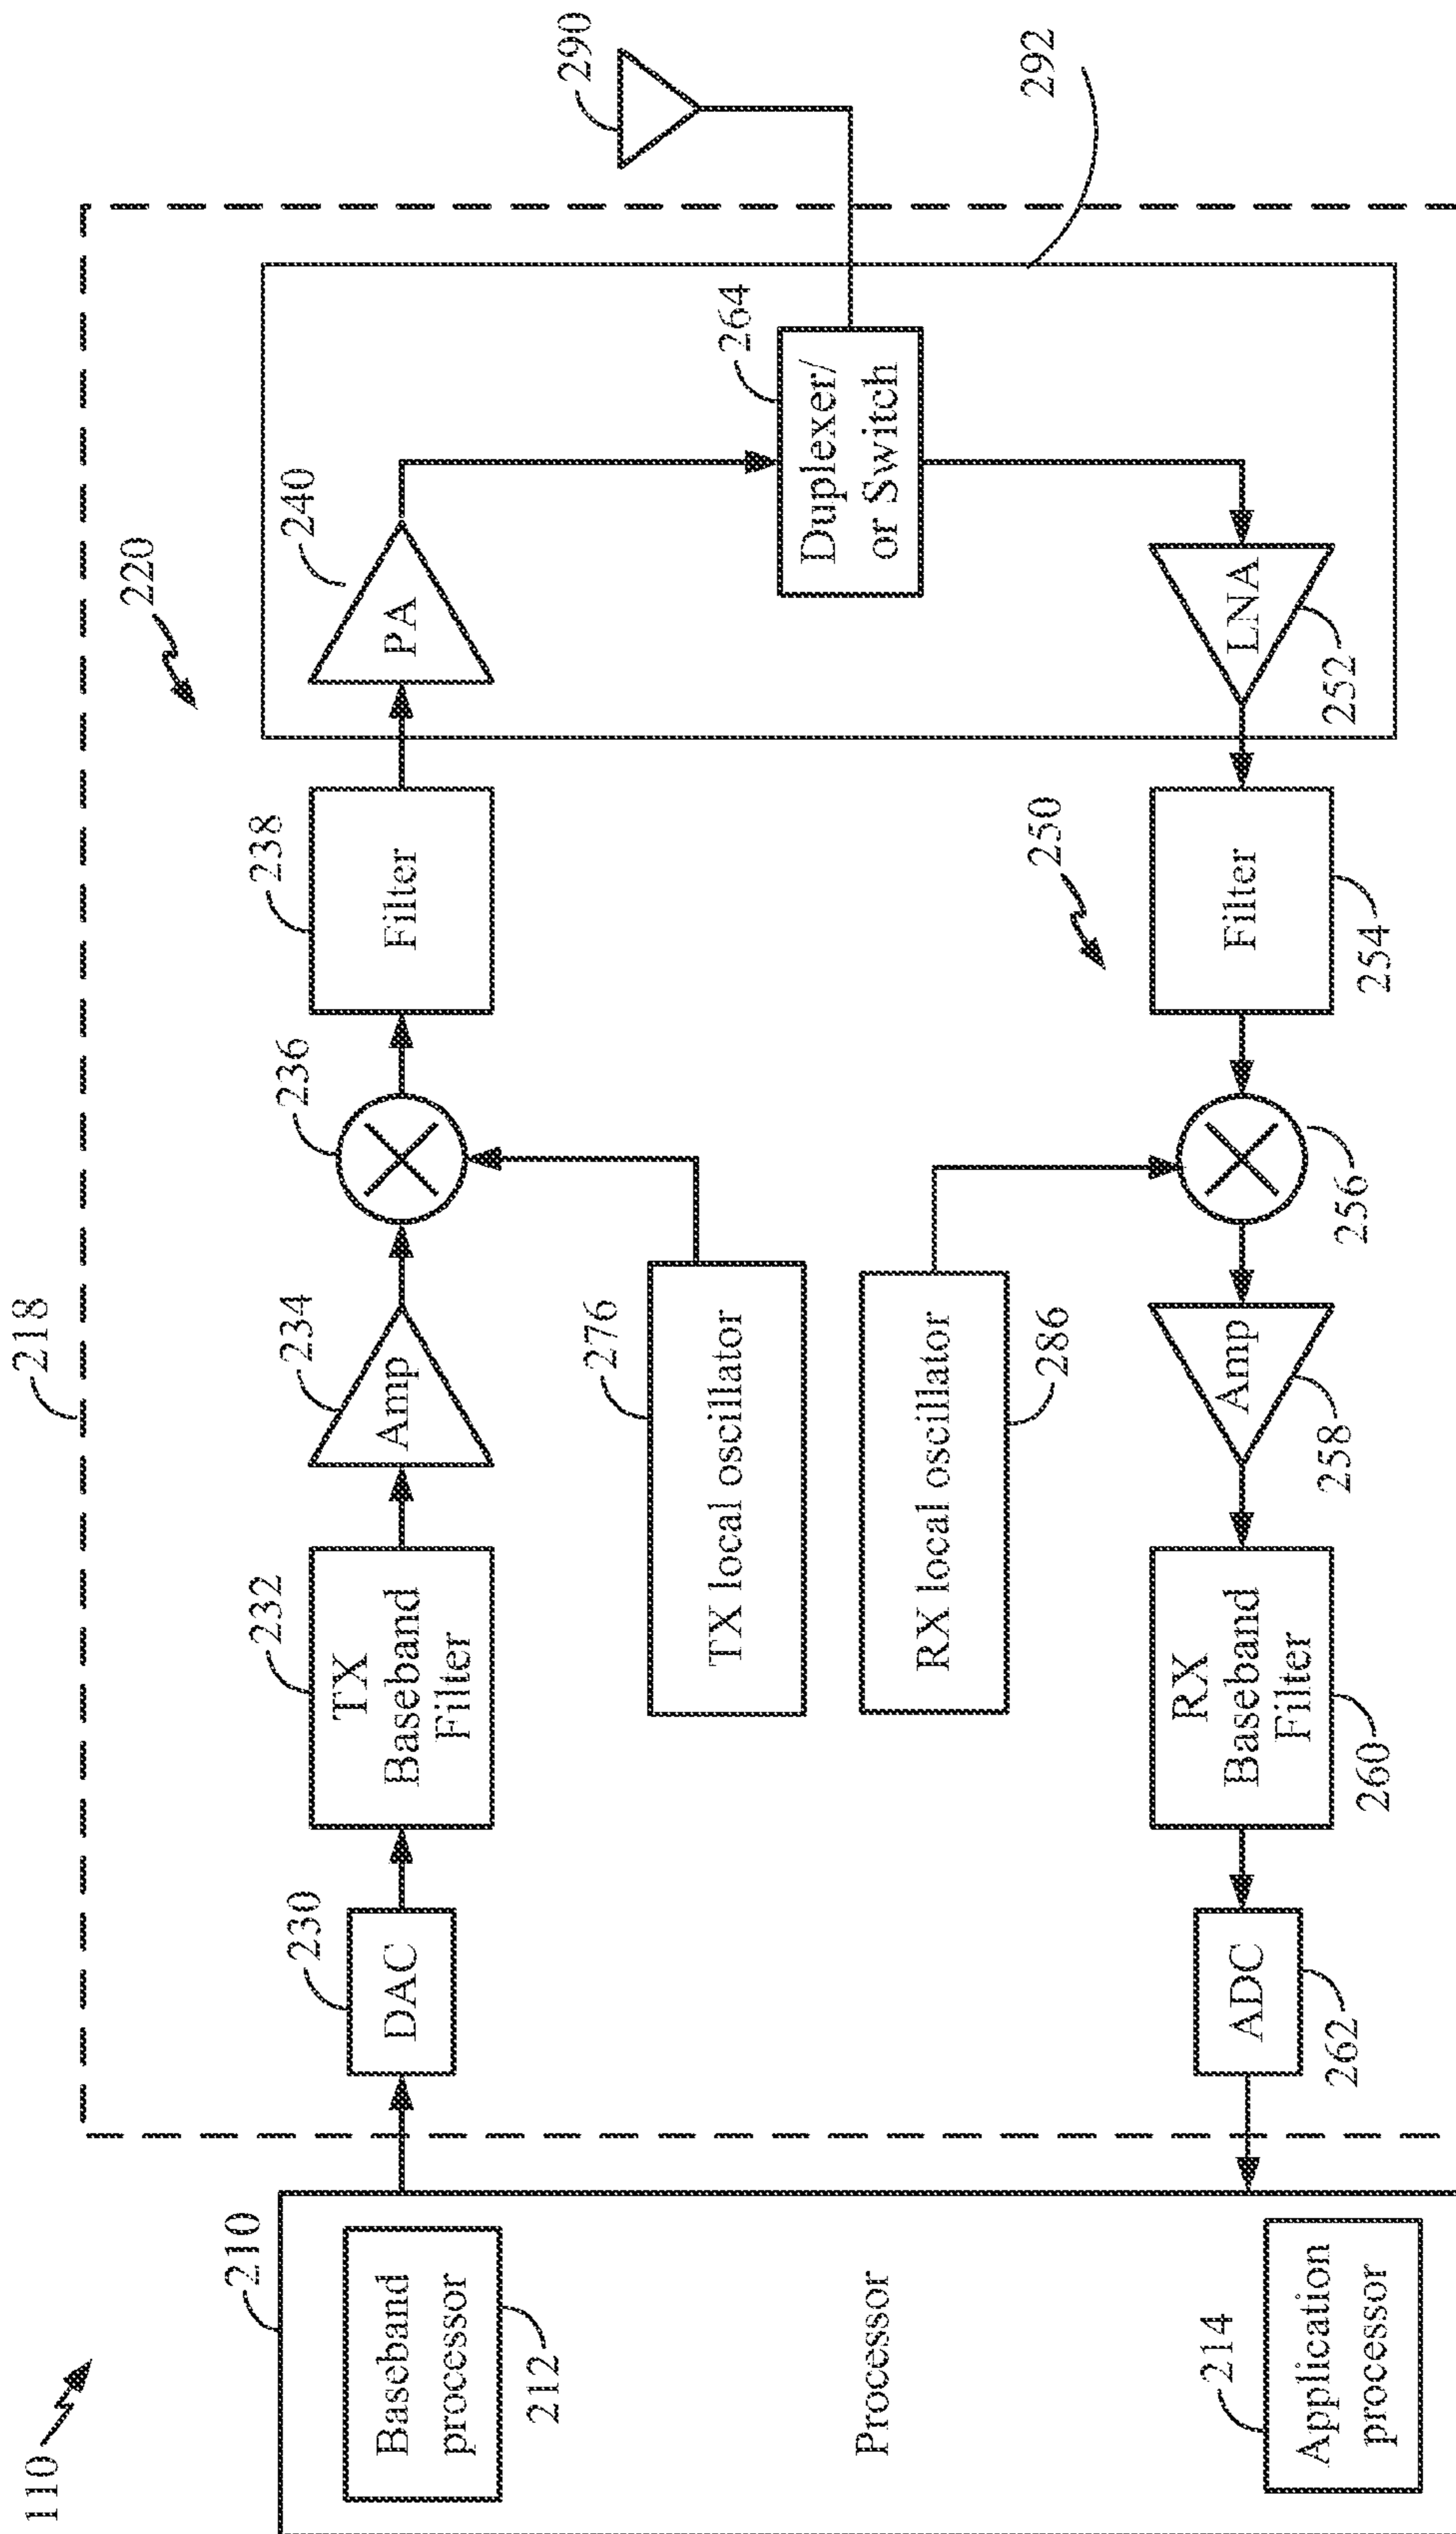 110
218
220
210
Baseband
processor
212
Processor
214
Application
processor
230
DAC
232
TX
Baseband
Filter
234
Amp
236
238
Filter
240
PA
276
TX local oscillator
RX local oscillator
286
264
Duplexer/
or Switch
290
292
250
ADC
262
RX
Baseband
Filter
260
Amp
258
256
Filter
254
LNA
252